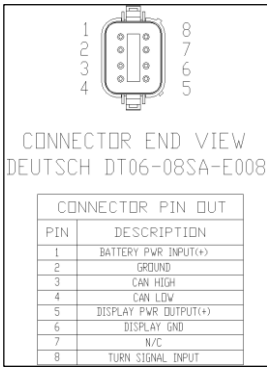 1 8
2 7
3 6
4 5
CONNECTOR END VIEW
DEUTSCH DT06-08SA-E008
CONNECTOR PIN OUT
PIN DESCRIPTION
1 BATTERY PWR INPUT(+)
2 GROUND
3 CAN HIGH
4 CAN LOW
5 DISPLAY PWR OUTPUT(+)
6 DISPLAY GND
7 N/C
8 TURN SIGNAL INPUT